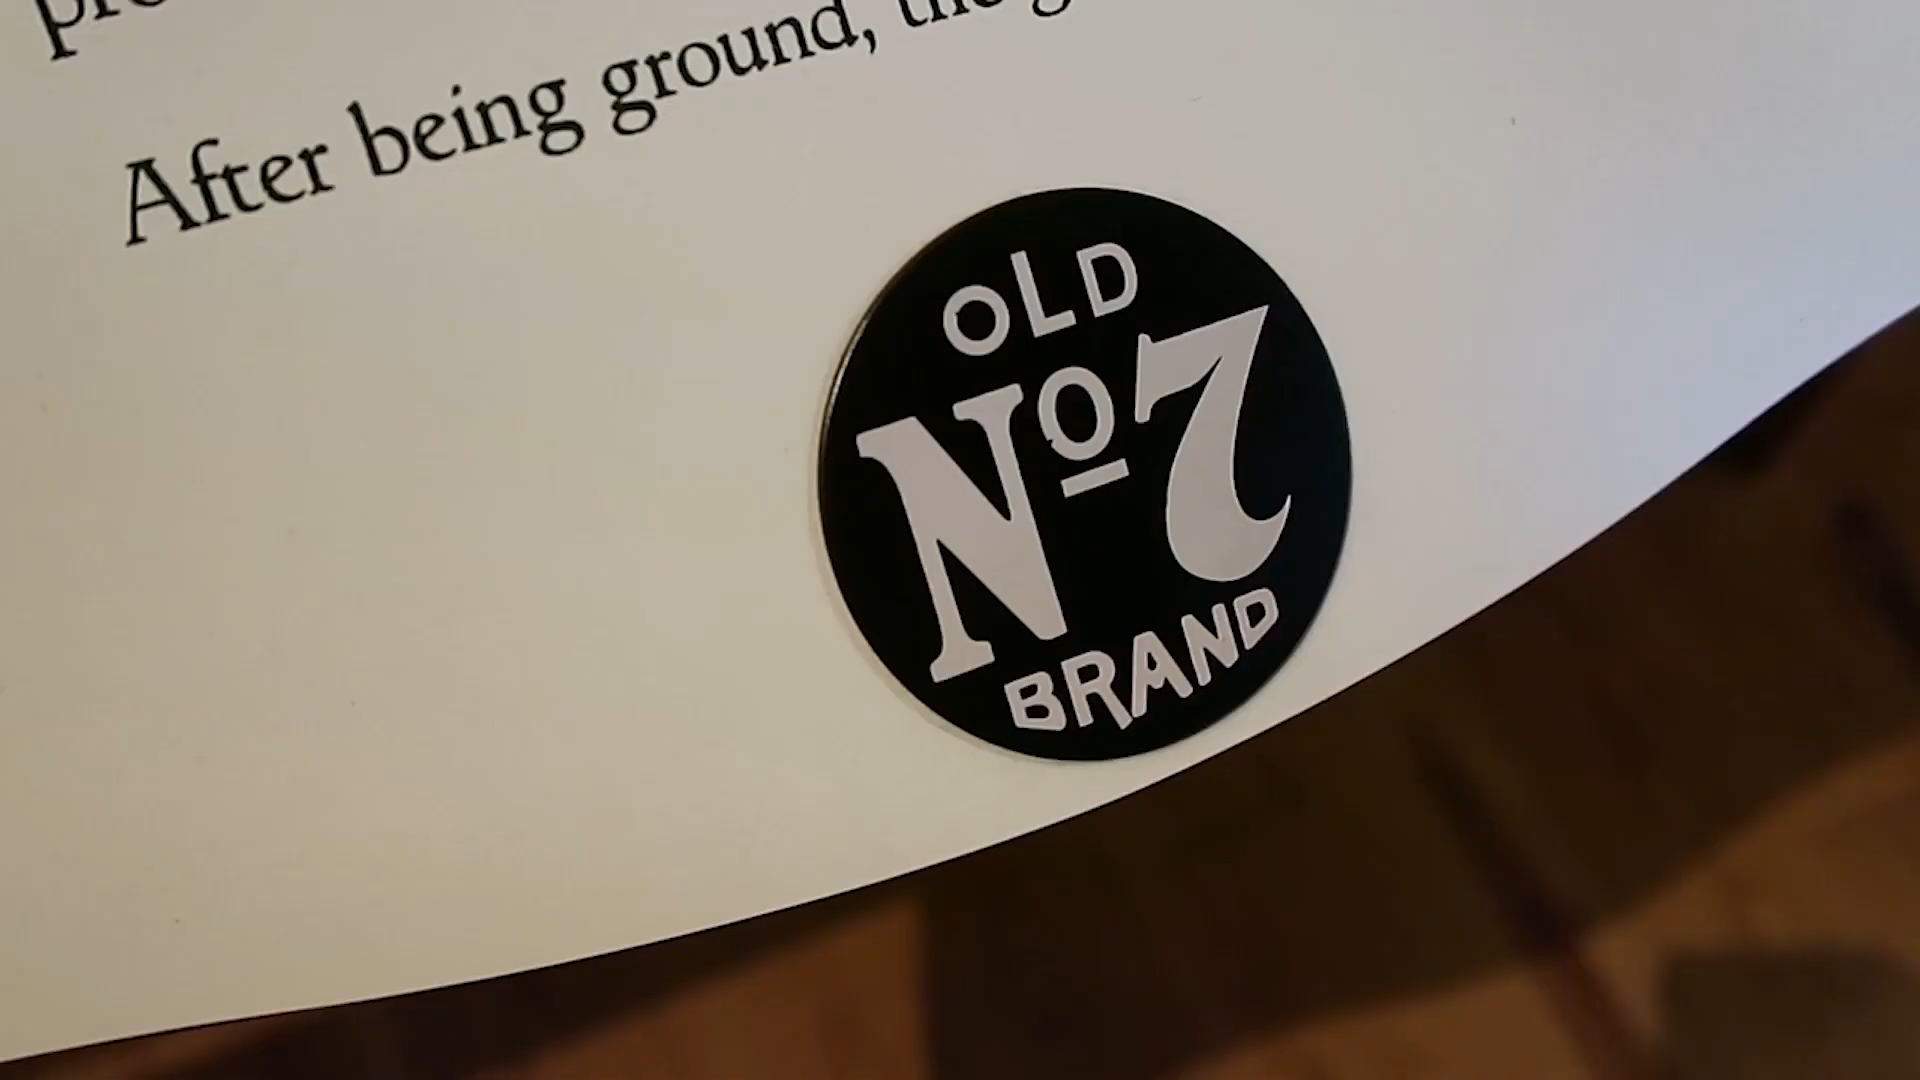 After being ground,
OLD
Nº7
BRAND